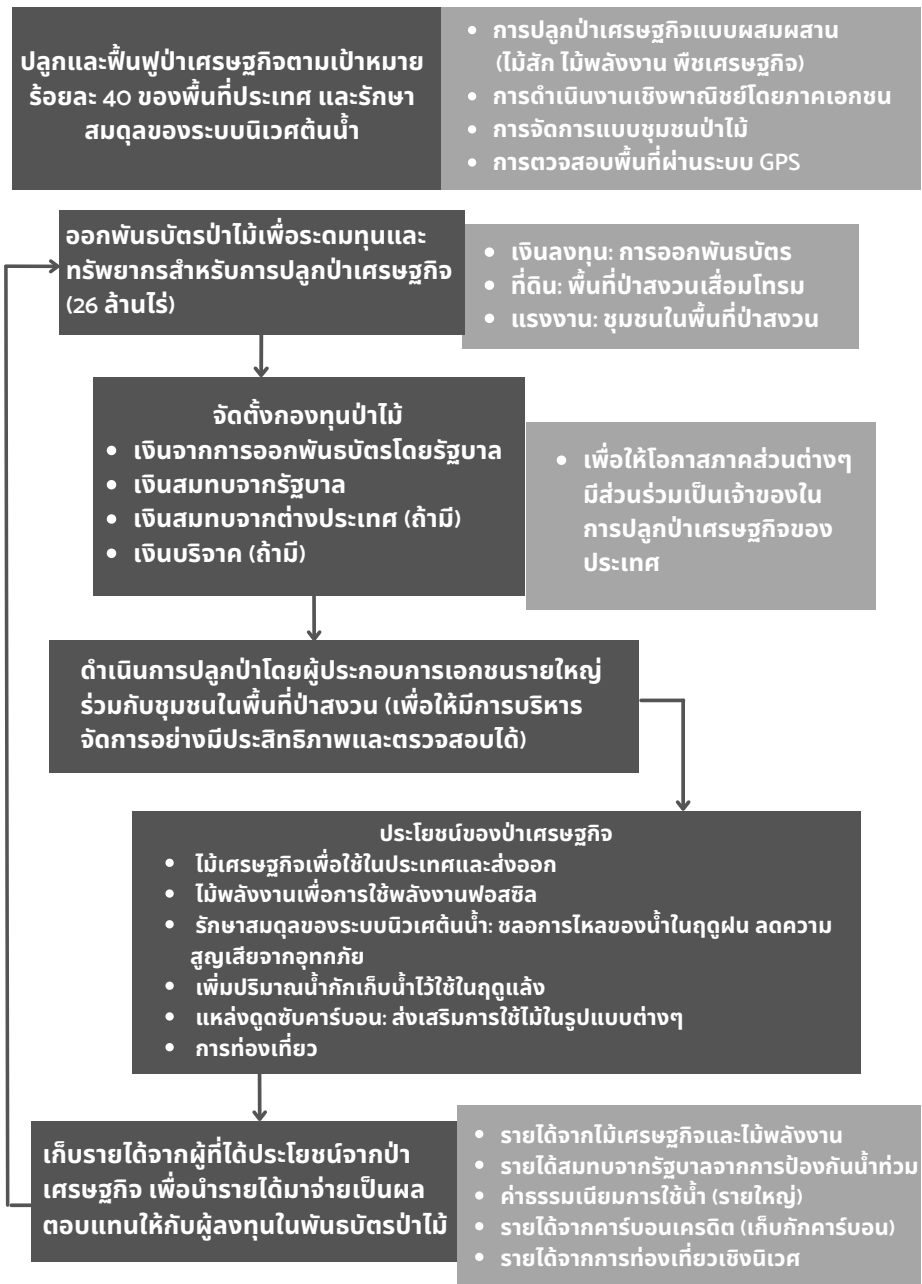 ปลูกและฟื้นฟูป่าเศรษฐกิจตามเป้าหมาย
ร้อยละ 40 ของพื้นที่ประเทศ และรักษา
สมดุลของระบบนิเวศต้นน้ำ
• การปลูกป่าเศรษฐกิจแบบผสมผสาน
(ไม้สัก ไม้พลังงาน พืชเศรษฐกิจ)
• การดำเนินงานเชิงพาณิชย์โดยภาคเอกชน
• การจัดการแบบชุมชนป่าไม้
• การตวจสอบพื้นที่ผ่านระบบ GPS
ออกพันธบัตรป่าไม้เพื่อระดมทุนและ
ทรัพยากรสำหรับการปลูกป่าเศรษฐกิจ
(26 ล้านไร่)
• เงินลงทุน: การออกพันธบัตร
• ที่ดิน: พื้นที่ป่าสงวนเสื่อมโทรม
• แรงงาน: ชุมชนในพื้นที่ป่าสงวน
จัดตั้งกองทุนป่าไม้
• เงินจากการออกพันธบัตรโดยรัฐบาล
• เงินสมทบจากรัฐบาล
• เงินสมทบจากต่างประเทศ (ถ้ามี)
• เงินบริจาค (ถ้ามี)
• เพื่อให้โอกาสภาคส่วนต่างๆ
มีส่วนร่วมเป็นเจ้าของใน
การปลูกป่าเศรษฐกิจของ
ประเทศ
ดำเนินการปลูกป่าโดยผู้ประกอบการเอกชนรายใหญ่
ร่วมกับชุมชนในพื้นที่ป่าสงวน (เพื่อให้มีการบริหาร
จัดการอย่างมีประสิทธิภาพและตรวจสอบได้)
ประโยชน์ของป่าเศรษฐกิจ
• ไม้เศรษฐกิจเพื่อใช้ในประเทศและส่งออก
• ไม้พลังงานเพื่อการใช้พลังงานฟอสซิล
• รักษาสมดุลของระบบนิวเศต้นน้ำ: ชลอการไหลของน้ำในฤดูฝน ลดความ
สูญเสียจากอุทกภัย
• เพิ่มปริมาณน้ำกักเก็บน้ำไว้ใช้ในฤดูแล้ง
• แหล่งดูดซับคาร์บอน: ส่งเสริมการใช้ไม้ในรูปแบบต่างๆ
• การท่องเที่ยว
เก็บรายได้จากผู้ที่ได้ประโยชน์จากป่า
เศรษฐกิจ เพื่อนำรายได้มาจ่ายเป็นผล
ตอบแทนให้กับผู้ลงทุนในพันธบัตรป่าไม้
• รายได้จากไม้เศรษฐกิจและไม้พลังงาน
• รายได้สมทบจากรัฐบาลจากการป้องกันน้ำท่วม
• ค่าธรรมเนียมการใช้น้ำ (รายใหญ่)
• รายได้จากคาร์บอนเครดิต (เก็บกักคาร์บอน)
• รายได้จากการท่องเที่ยวเชิงนิเวศ